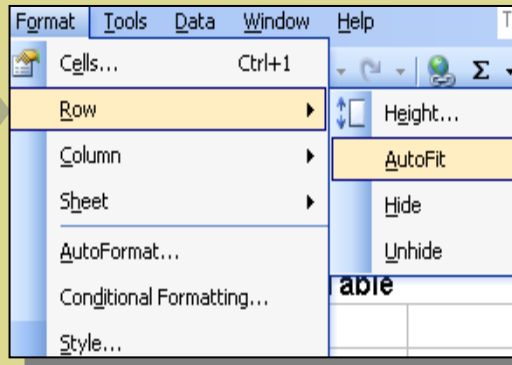 Format Tools Data Window Help T
Cells... Ctrl+1
Σ
Row
Height...
Column
AutoFit
Sheet
Hide
AutoFormat...
Unhide
Conditional Formatting...
Table
Style...